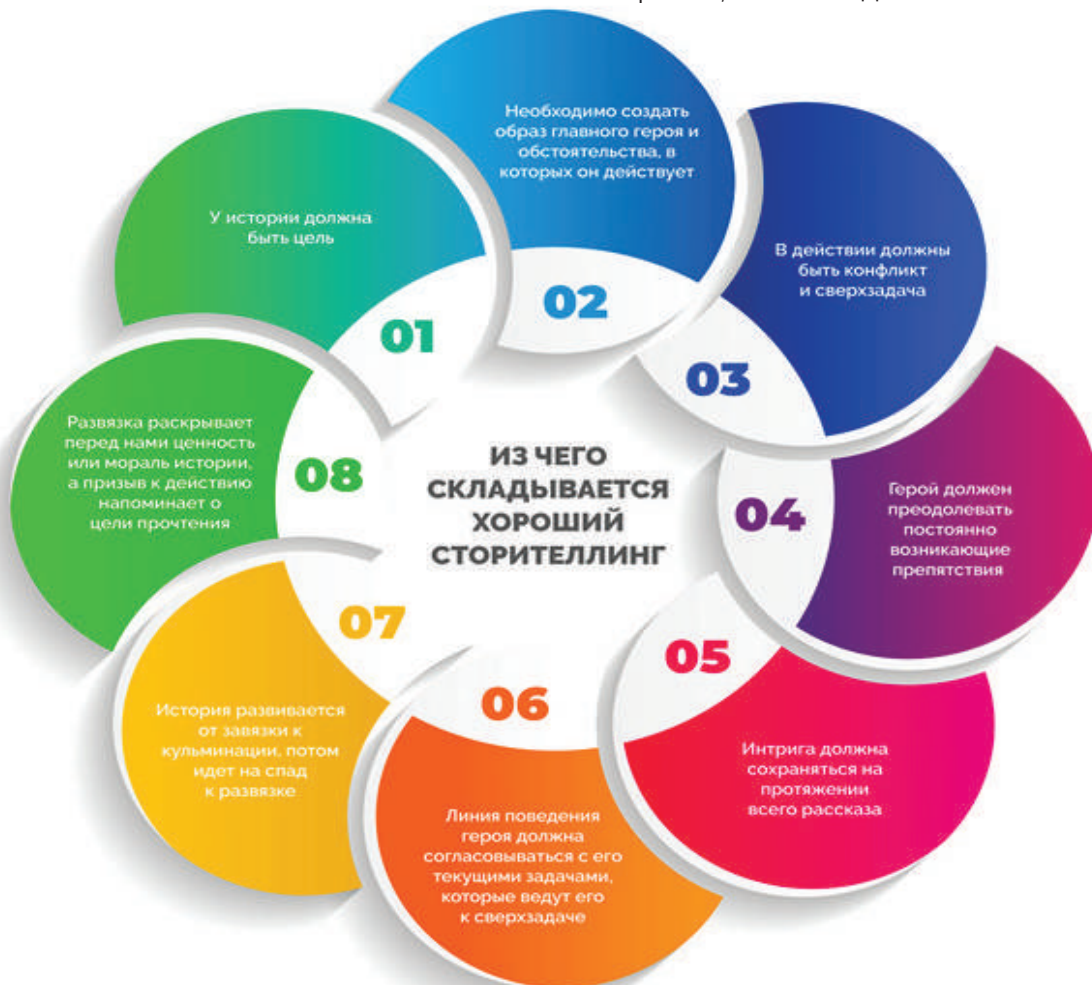 ИЗ ЧЕГО
СКЛАДЫВАЕТСЯ
ХОРОШИЙ
СТОРИТЕЛЛИНГ
01
У истории должна
быть цель
02
Необходимо создать
образ главного героя и
обстоятельства, в
которых он действует
03
В действии должны
быть конфликт
и сверхзадача
04
Герой должен
преодолевать
постоянно
возникающие
препятствия
05
Интрига должна
сохраняться на
протяжении
всего рассказа
06
Линия поведения
героя должна
согласовываться с его
текущими задачами,
которые ведут его
к сверхзадаче
07
История развивается
от завязки к
кульминации, потом
идет на спад
к развязке
08
Развязка раскрывает
перед нами ценность
или мораль истории,
а призыв к действию
напоминает о
цели прочтения